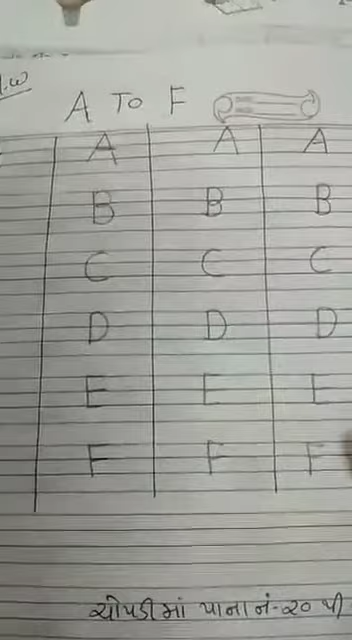 A TO F
A A A
B B B
C C C
D D D
E E E
F F F
ચોપડીમાં પાના નં-૨૦ પી